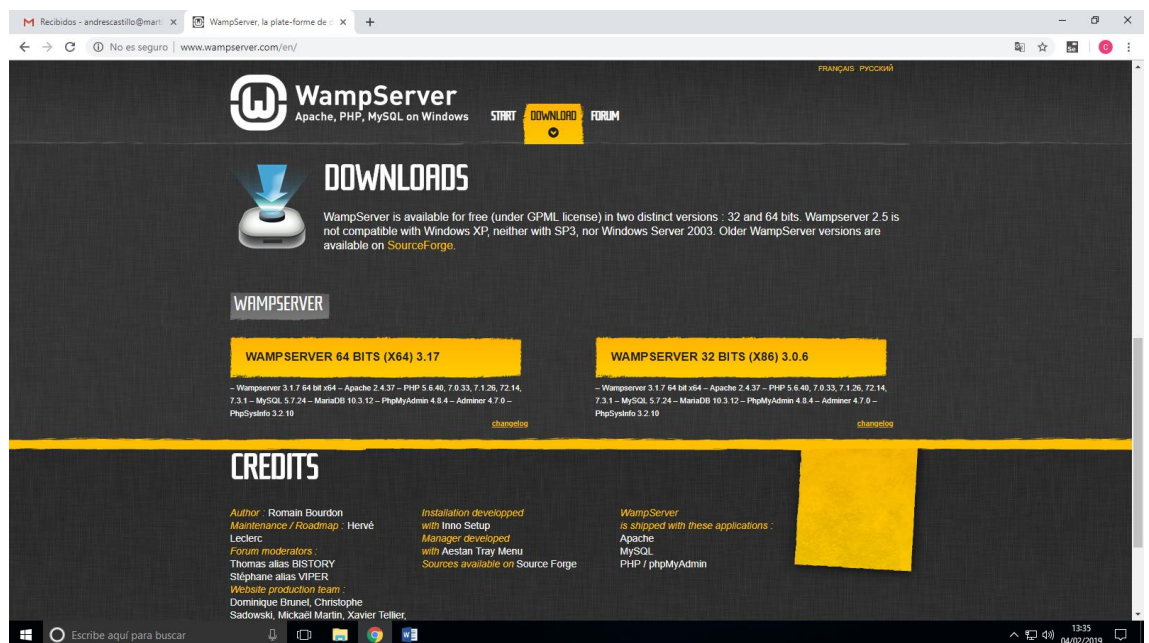 Recibidos - andrescastillo@mart
WampServer, la plate-forme de d
No es seguro | www.wampserver.com/en/
FRANÇAIS РУССКИЙ
WampServer
Apache, PHP, MySQL on Windows
START DOWNLOAD FORUM
DOWNLOADS
WampServer is available for free (under GPML license) in two distinct versions : 32 and 64 bits. Wampserver 2.5 is
not compatible with Windows XP, neither with SP3, nor Windows Server 2003. Older WampServer versions are
available on SourceForge.
WAMPSERVER
WAMPSERVER 64 BITS (X64) 3.17
– Wampserver 3.1.7 64 bit x64 – Apache 2.4.37 – PHP 5.6.40, 7.0.33, 7.1.26, 72.14,
7.3.1 – MySQL 5.7.24 – MariaDB 10.3.12 – PhpMyAdmin 4.8.4 – Adminer 4.7.0 –
PhpSysInfo 3.2.10
changelog
WAMPSERVER 32 BITS (X86) 3.0.6
– Wampserver 3.1.7 64 bit x64 – Apache 2.4.37 – PHP 5.6.40, 7.0.33, 7.1.26, 72.14,
7.3.1 – MySQL 5.7.24 – MariaDB 10.3.12 – PhpMyAdmin 4.8.4 – Adminer 4.7.0 –
PhpSysInfo 3.2.10
changelog
CREDITS
Author : Romain Bourdon
Maintenance / Roadmap : Hervé
Leclerc
Forum moderators :
Thomas alias BISTORY
Stéphane alias VIPER
Website production team :
Dominique Brunel, Christophe
Sadowski, Mickaël Martin, Xavier Tellier,
Installation developped
with Inno Setup
Manager developed
with Aestan Tray Menu
Sources available on Source Forge
WampServer
is shipped with these applications :
Apache
MySQL
PHP / phpMyAdmin
Escribe aquí para buscar
13:35
04/02/2019